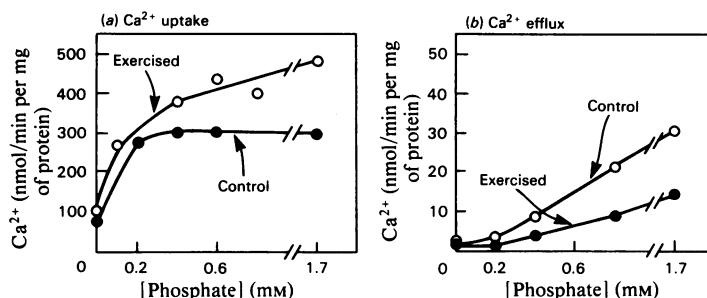 (a) Ca²⁺ uptake
500
400
300
200
100
0
0.2
0.6
1.7
Exercised
Control
Ca²⁺ (nmol/min per mg
of protein)
[Phosphate] (mM)
(b) Ca²⁺ efflux
50
40
30
20
10
0
0.2
0.6
1.7
Control
Exercised
Ca²⁺ (nmol/min per mg
of protein)
[Phosphate] (mM)